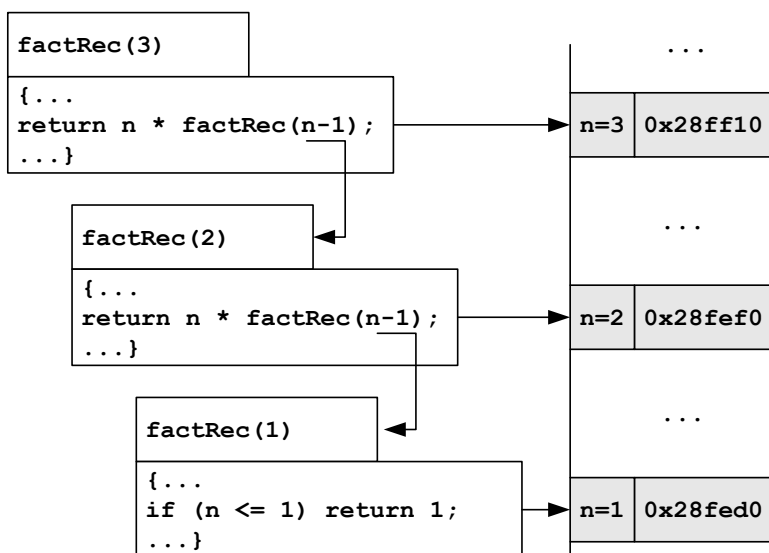 factRec(3)
{...
return n * factRec(n-1);
...}
...
n=3 0x28ff10
factRec(2)
{...
return n * factRec(n-1);
...}
...
n=2 0x28fef0
factRec(1)
{...
if (n <= 1) return 1;
...}
...
n=1 0x28fed0